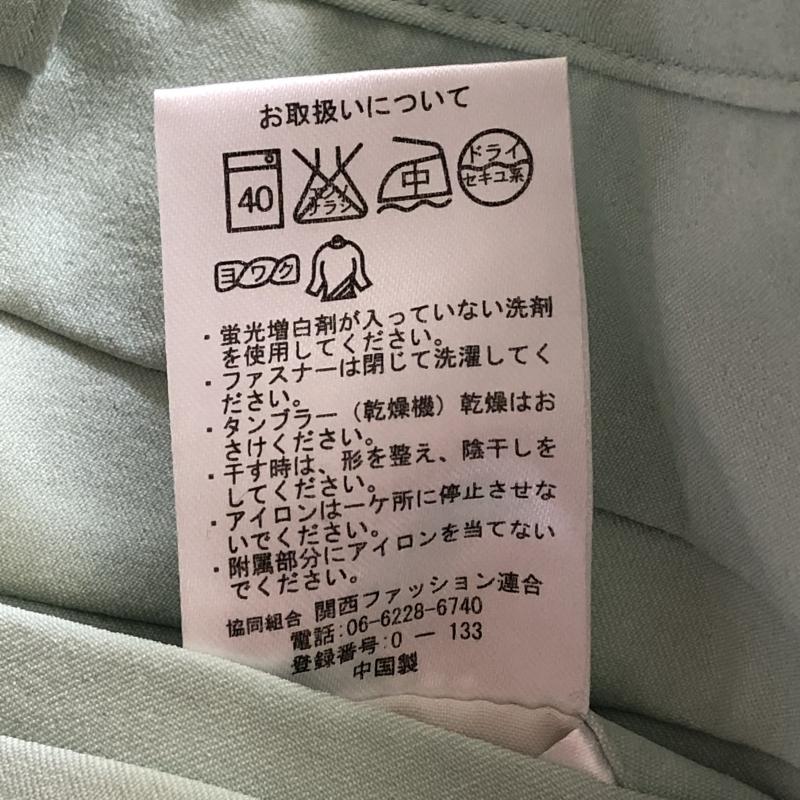 お取扱いについて
40
エンソ
サラシ
中
ドライ
セキユ系
ヨワク
・蛍光増白剤が入っていない洗剤
を使用してください。
・ファスナーは閉じて洗濯してく
ださい。
・タンブラー（乾燥機）乾燥はお
さけください。
・干す時は、形を整え、陰干しを
してください。
・アイロンは一ケ所に停止させな
いでください。
・附属部分にアイロンを当てない
でください。
協同組合 関西ファッション連合
電話:06-6228-6740
登録番号:0 ー 133
中国製